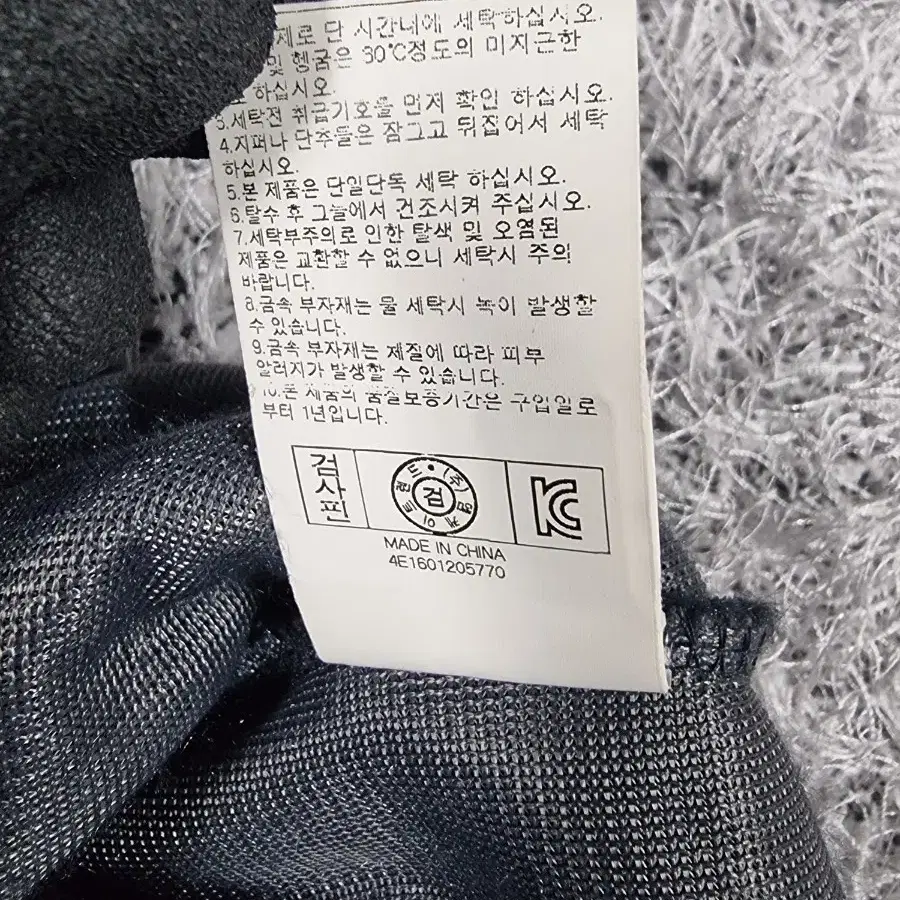 제로 단 시간내에 세탁하십시오.
및 헹굼은 30℃정도의 미지근한
하십시오.
3.세탁전 취급기호을 먼저 확인 하십시오.
4.지퍼나 단추들은 잠그고 뒤집어서 세탁
하십시오.
5.본 제품은 단일단독 세탁 하십시오.
6.탈수 후 그늘에서 건조시켜 주십시오.
7.세탁부주의로 인한 탈색 및 오염된
제품은 교환할 수 없으니 세탁시 주의
바랍니다.
8.금속 부자재는 물 세탁시 녹이 발생할
수 있습니다.
9.금속 부자재는 제질에 따라 피부
알러지가 발생할 수 있습니다.
10.본 제품의 품질보증기간은 구입일로
부터 1년입니다.
검사핀
검
KC
MADE IN CHINA
4E1601205770